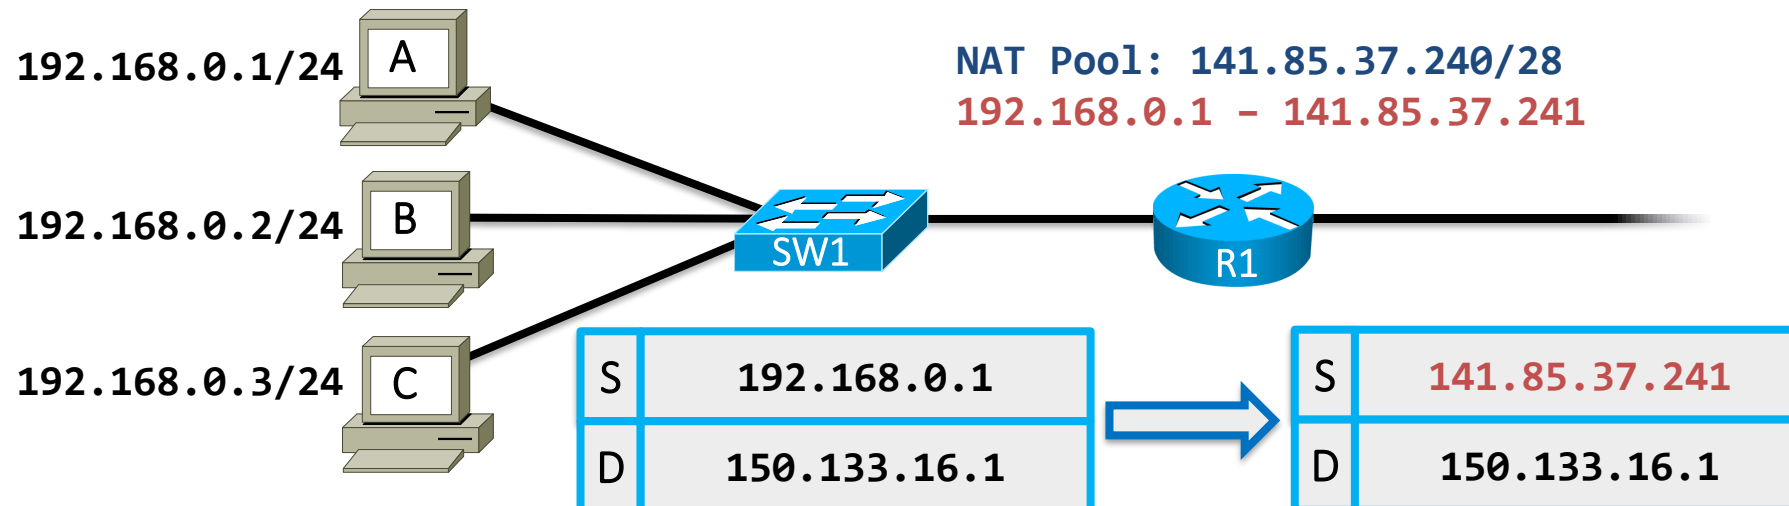 192.168.0.1/24
A
NAT Pool: 141.85.37.240/28
192.168.0.1 – 141.85.37.241
192.168.0.2/24
B
SW1
R1
192.168.0.3/24
C
S
192.168.0.1
S
141.85.37.241
D
150.133.16.1
D
150.133.16.1